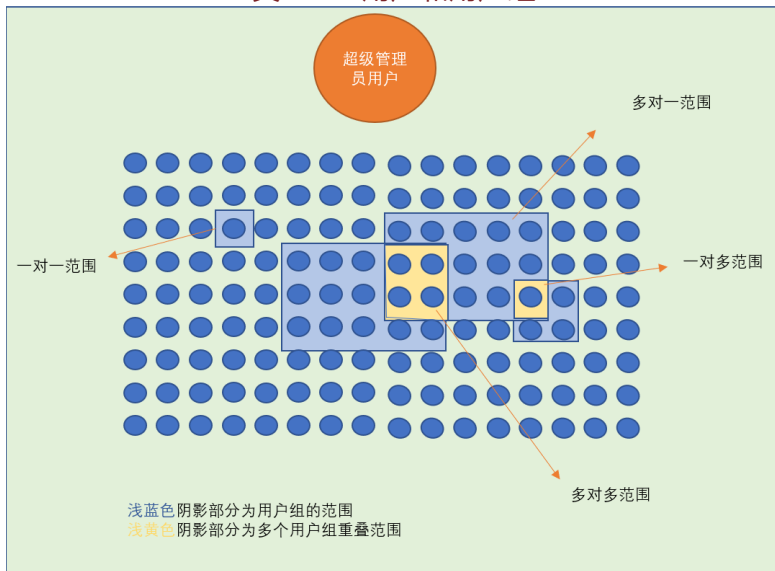 超级管理
员用户
多对一范围
一对一范围
一对多范围
多对多范围
浅蓝色阴影部分为用户组的范围
浅黄色阴影部分为多个用户组重叠范围